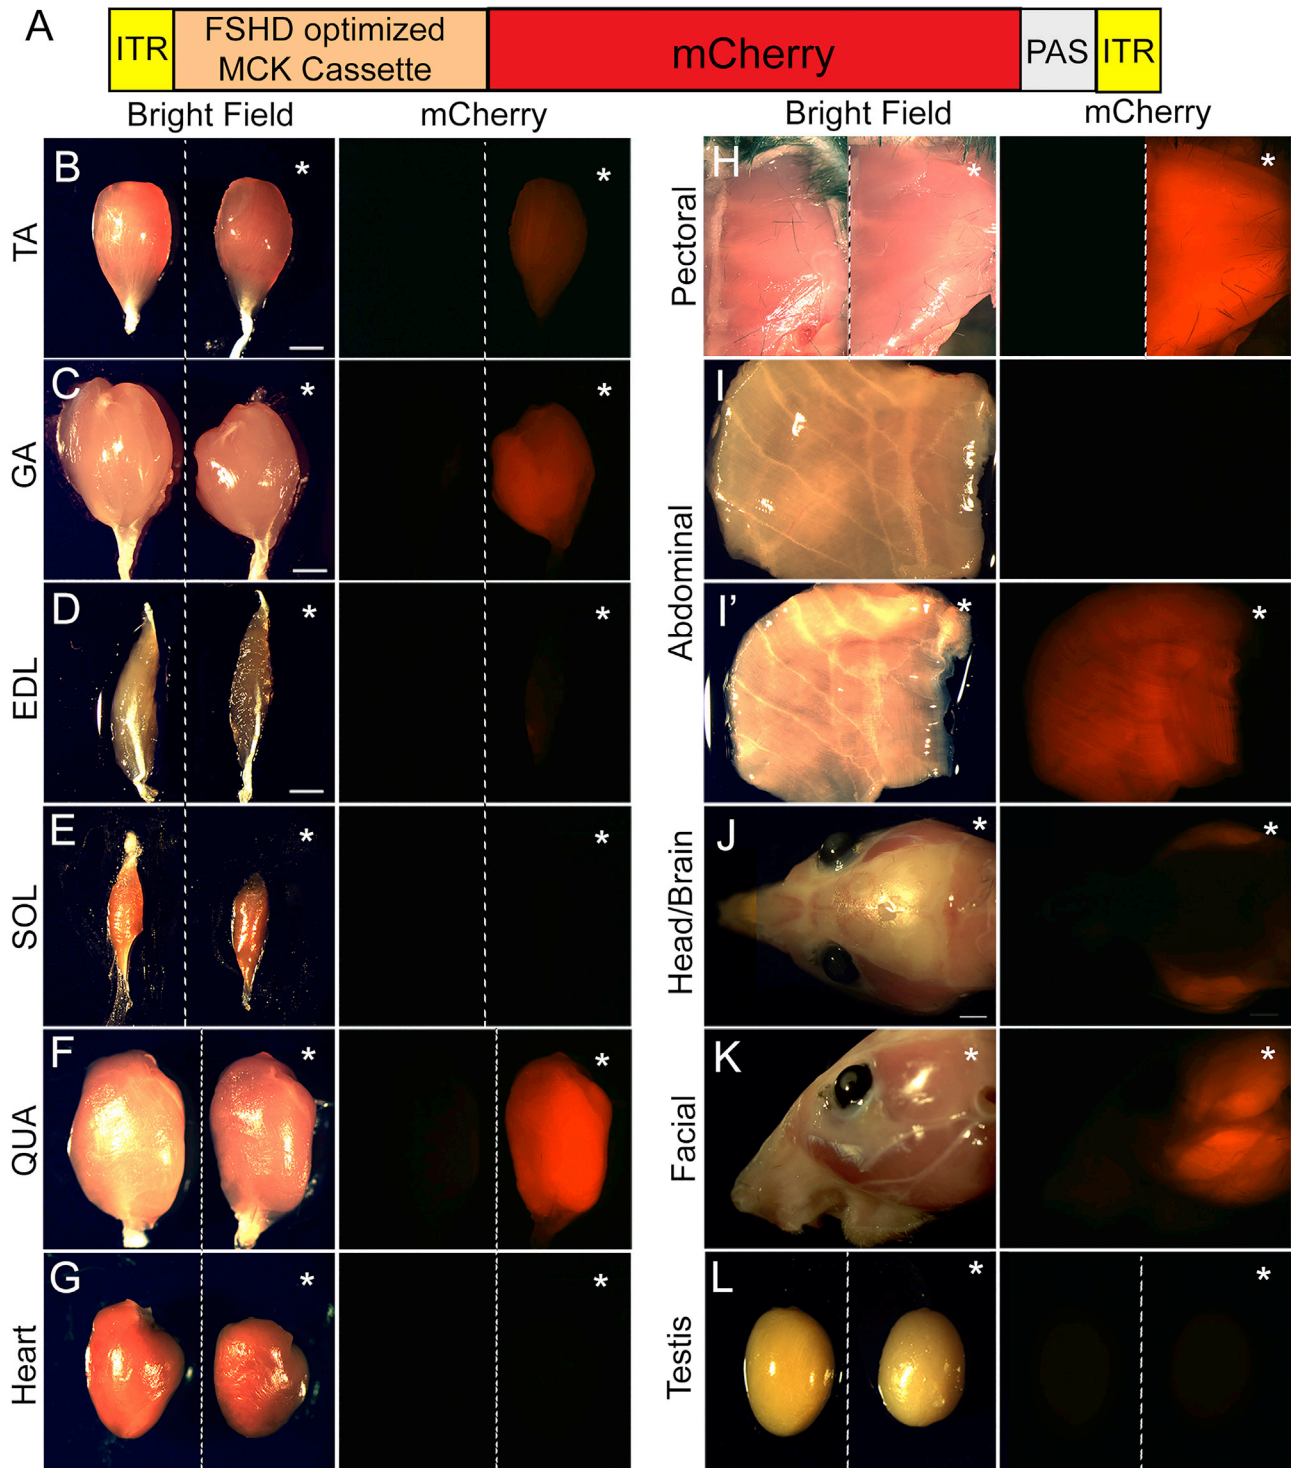 A
ITR
FSHD optimized
MCK Cassette
mCherry
PAS
ITR
Bright Field
mCherry
Bright Field
mCherry
B
*
*
TA
C
*
*
GA
D
*
*
EDL
E
*
*
SOL
F
*
*
QUA
G
*
*
Heart
H
*
*
Pectoral
I
I’
*
*
Abdominal
J
*
*
Head/Brain
K
*
*
Facial
L
*
*
Testis